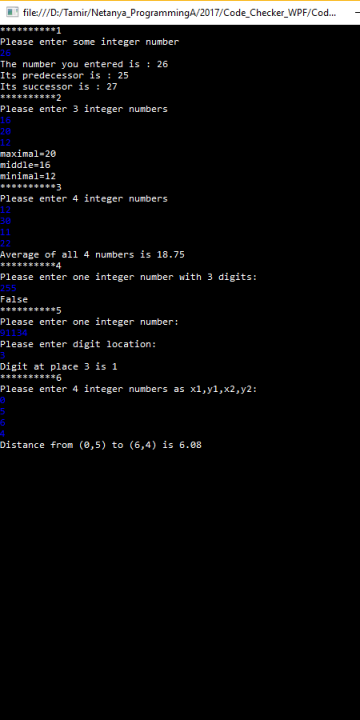 file:///D:/Tamir/Netanya_ProgrammingA/2017/Code_Checker_WPF/Cod...
**********1
Please enter some integer number
26
The number you entered is : 26
Its predecessor is : 25
Its successor is : 27
**********2
Please enter 3 integer numbers
16
20
12
maximal=20
middle=16
minimal=12
**********3
Please enter 4 integer numbers
12
30
11
22
Average of all 4 numbers is 18.75
**********4
Please enter one integer number with 3 digits:
255
False
**********5
Please enter one integer number:
Please enter digit location:
3
Digit at place 3 is 1
**********6
Please enter 4 integer numbers as x1,y1,x2,y2:
0
5
6
4
Distance from (0,5) to (6,4) is 6.08